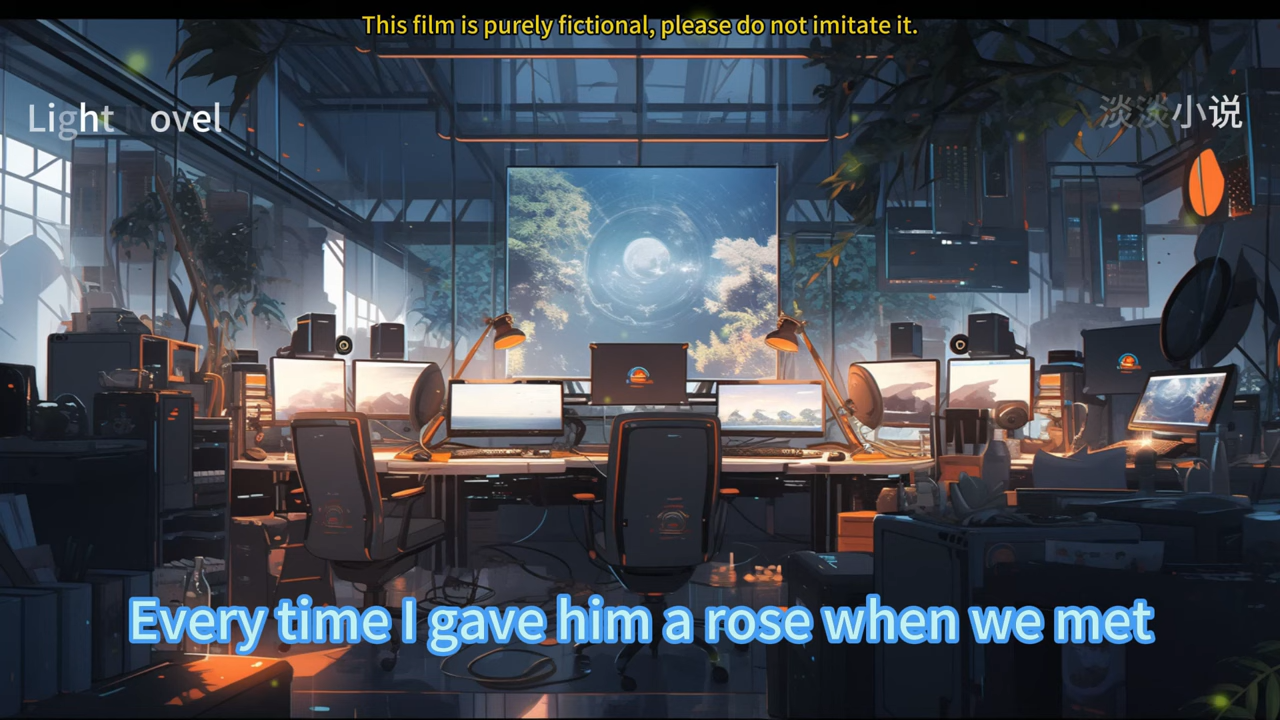 This film is purely fictional, please do not imitate it.
Light Novel
淡淡小说
Every time I gave him a rose when we met